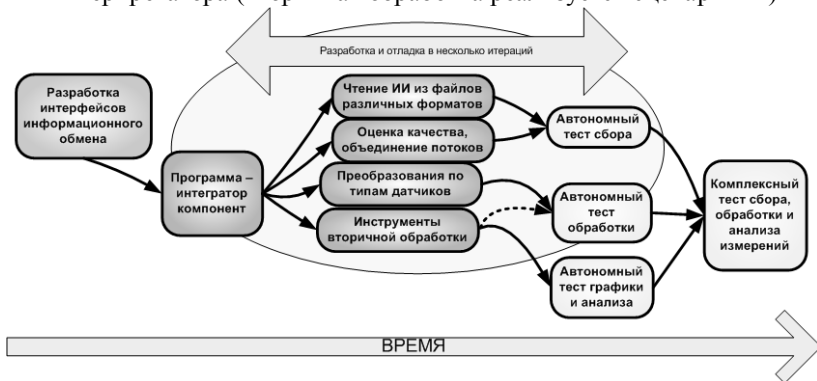 Разработка и отладка в несколько итераций
Разработка
интерфейсов
информационного
обмена
Программа –
интегратор
компонент
Чтение ИИ из файлов
различных форматов
Оценка качества,
объединение потоков
Преобразования по
типам датчиков
Инструменты
вторичной обработки
Автономный
тест сбора
Автономный
тест
обработки
Автономный
тест графики
и анализа
Комплексный
тест сбора,
обработки и
анализа
измерений
ВРЕМЯ